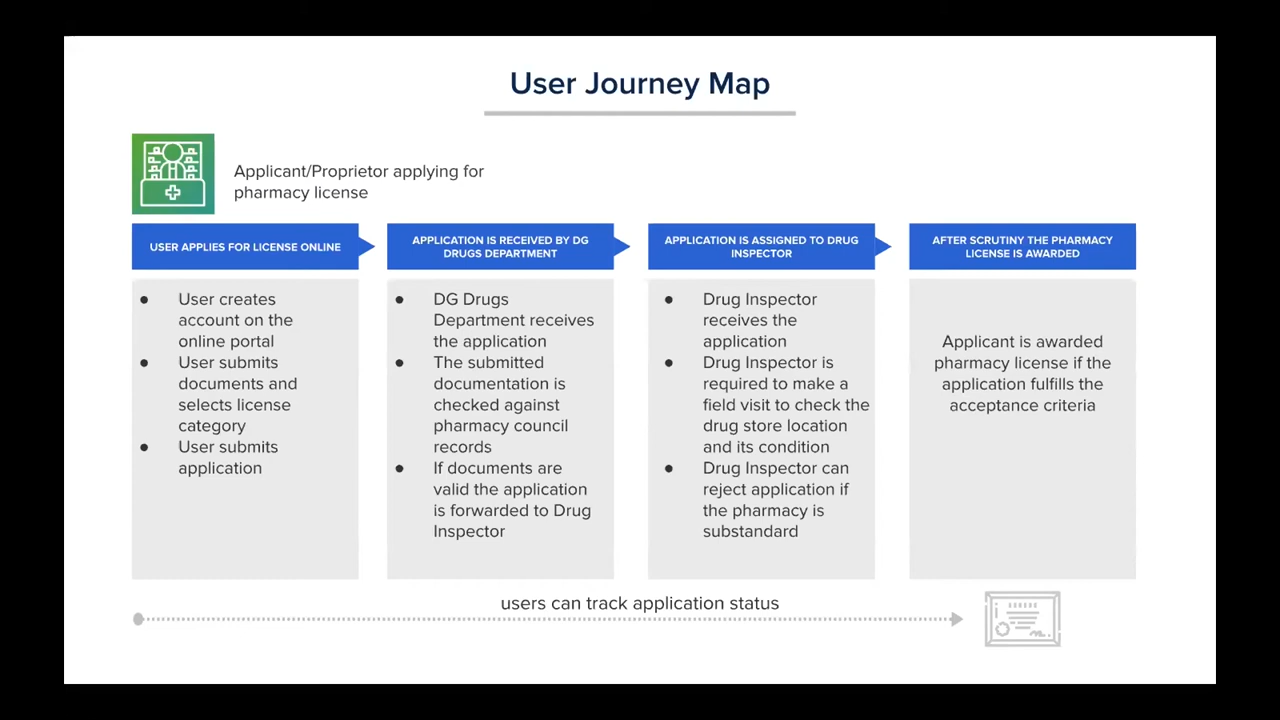 User Journey Map
Applicant/Proprietor applying for
pharmacy license
USER APPLIES FOR LICENSE ONLINE
● User creates
account on the
online portal
● User submits
documents and
selects license
category
● User submits
application
APPLICATION IS RECEIVED BY DG
DRUGS DEPARTMENT
● DG Drugs
Department receives
the application
● The submitted
documentation is
checked against
pharmacy council
records
● If documents are
valid the application
is forwarded to Drug
Inspector
APPLICATION IS ASSIGNED TO DRUG
INSPECTOR
● Drug Inspector
receives the
application
● Drug Inspector is
required to make a
field visit to check the
drug store location
and its condition
● Drug Inspector can
reject application if
the pharmacy is
substandard
AFTER SCRUTINY THE PHARMACY
LICENSE IS AWARDED
Applicant is awarded
pharmacy license if the
application fulfills the
acceptance criteria
users can track application status